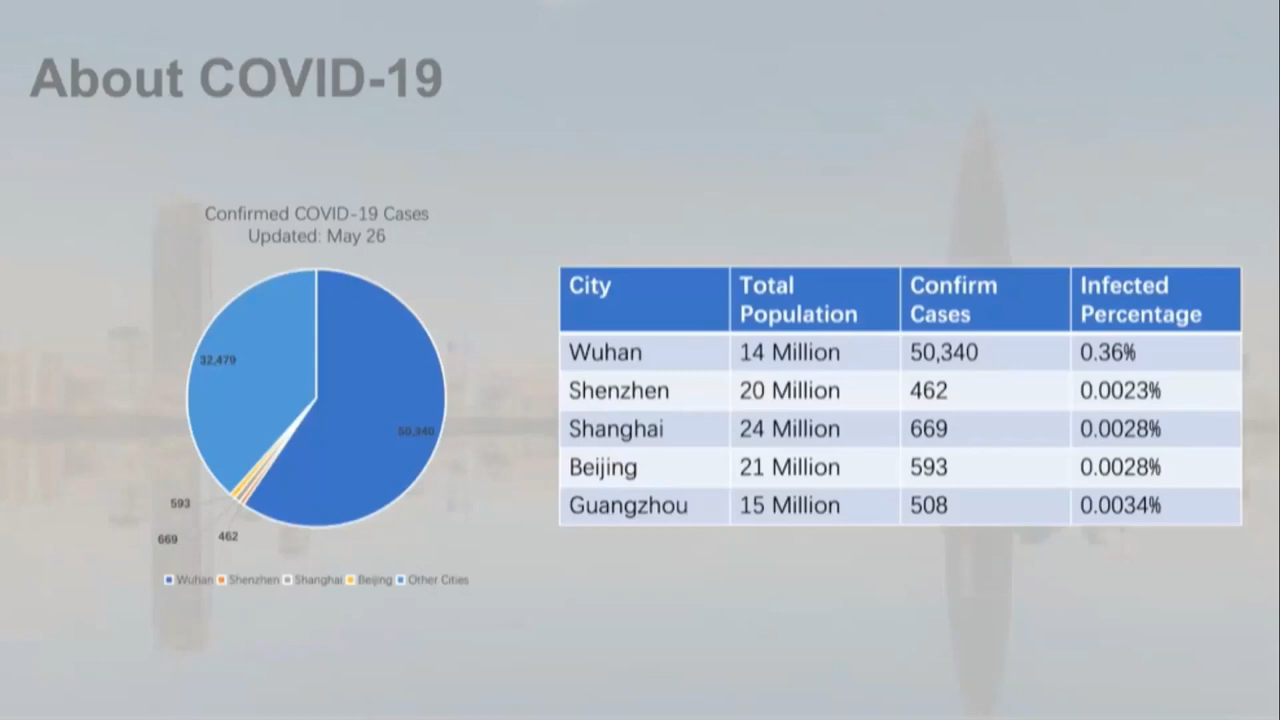 About COVID-19
Confirmed COVID-19 Cases
Updated: May 26
32,479
50,340
593
669
462
Wuhan Shenzhen Shanghai Beijing Other Cities
City Total Population Confirm Cases Infected Percentage
Wuhan 14 Million 50,340 0.36%
Shenzhen 20 Million 462 0.0023%
Shanghai 24 Million 669 0.0028%
Beijing 21 Million 593 0.0028%
Guangzhou 15 Million 508 0.0034%